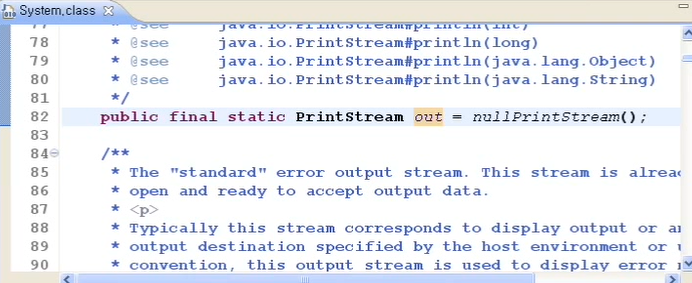 System.class
77 * @see java.io.PrintStream#println(int)
78 * @see java.io.PrintStream#println(long)
79 * @see java.io.PrintStream#println(java.lang.Object)
80 * @see java.io.PrintStream#println(java.lang.String)
81 */
82 public final static PrintStream out = nullPrintStream();
83
84 /**
85 * The "standard" error output stream. This stream is alrea
86 * open and ready to accept output data.
87 * <p>
88 * Typically this stream corresponds to display output or a
89 * output destination specified by the host environment or u
90 * convention, this output stream is used to display error